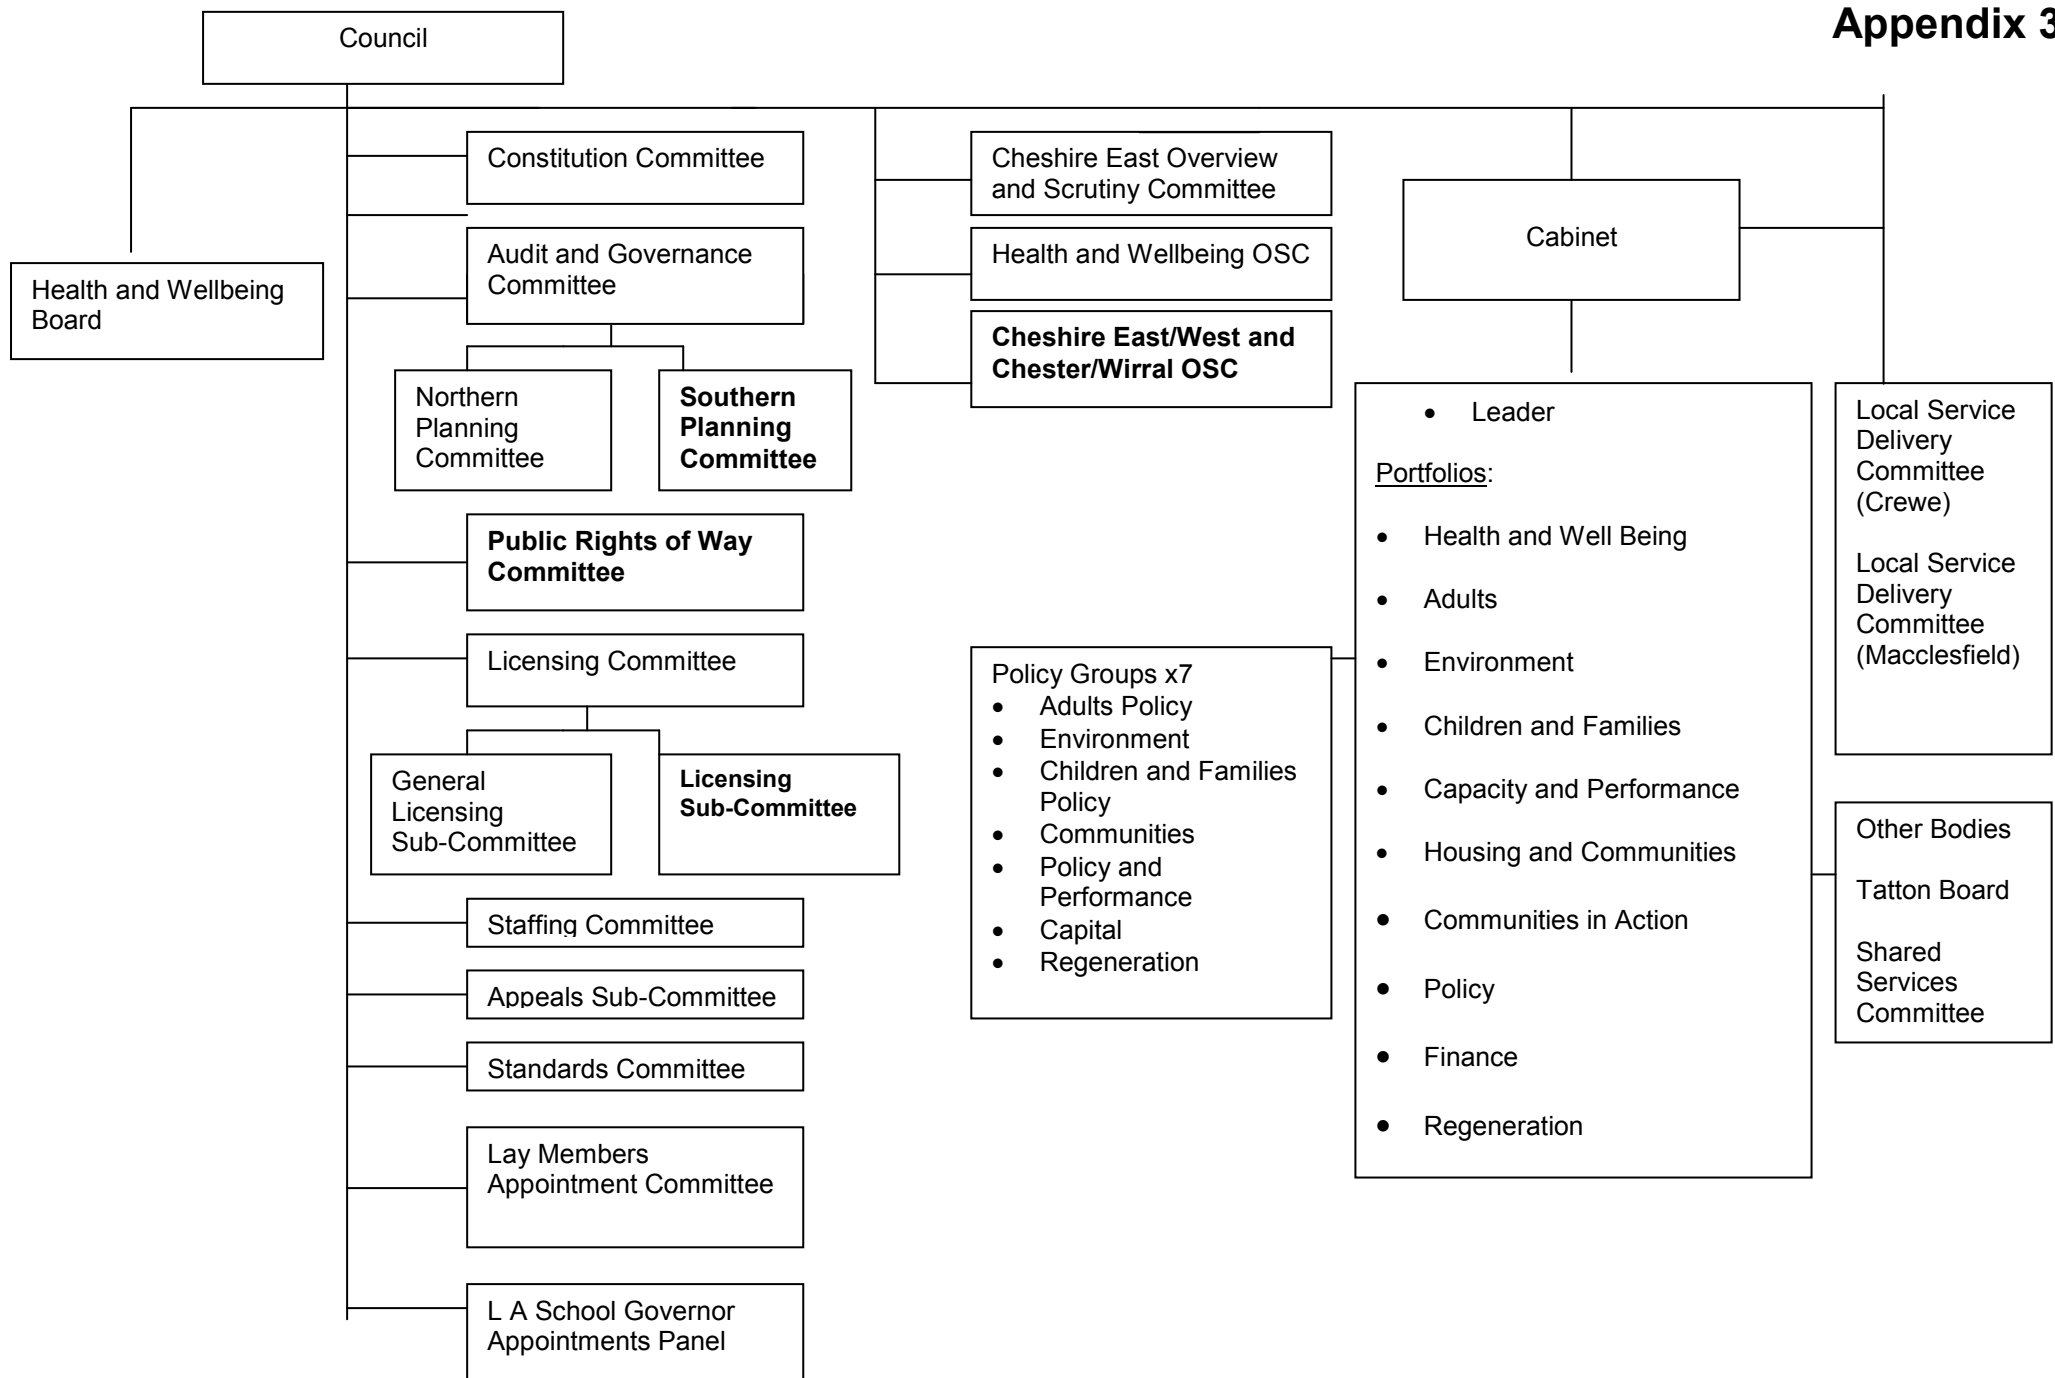 Appendix 3
Council
Health and Wellbeing
Board
Constitution Committee
Audit and Governance
Committee
Northern
Planning
Committee
Southern
Planning
Committee
Public Rights of Way
Committee
Licensing Committee
General
Licensing
Sub-Committee
Licensing
Sub-Committee
Staffing Committee
Appeals Sub-Committee
Standards Committee
Lay Members
Appointment Committee
L A School Governor
Appointments Panel
Cheshire East Overview
and Scrutiny Committee
Health and Wellbeing OSC
Cheshire East/West and
Chester/Wirral OSC
Policy Groups x7
• Adults Policy
• Environment
• Children and Families
Policy
• Communities
• Policy and
Performance
• Capital
• Regeneration
Cabinet
• Leader
Portfolios:
• Health and Well Being
• Adults
• Environment
• Children and Families
• Capacity and Performance
• Housing and Communities
• Communities in Action
• Policy
• Finance
• Regeneration
Local Service
Delivery
Committee
(Crewe)
Local Service
Delivery
Committee
(Macclesfield)
Other Bodies
Tatton Board
Shared
Services
Committee